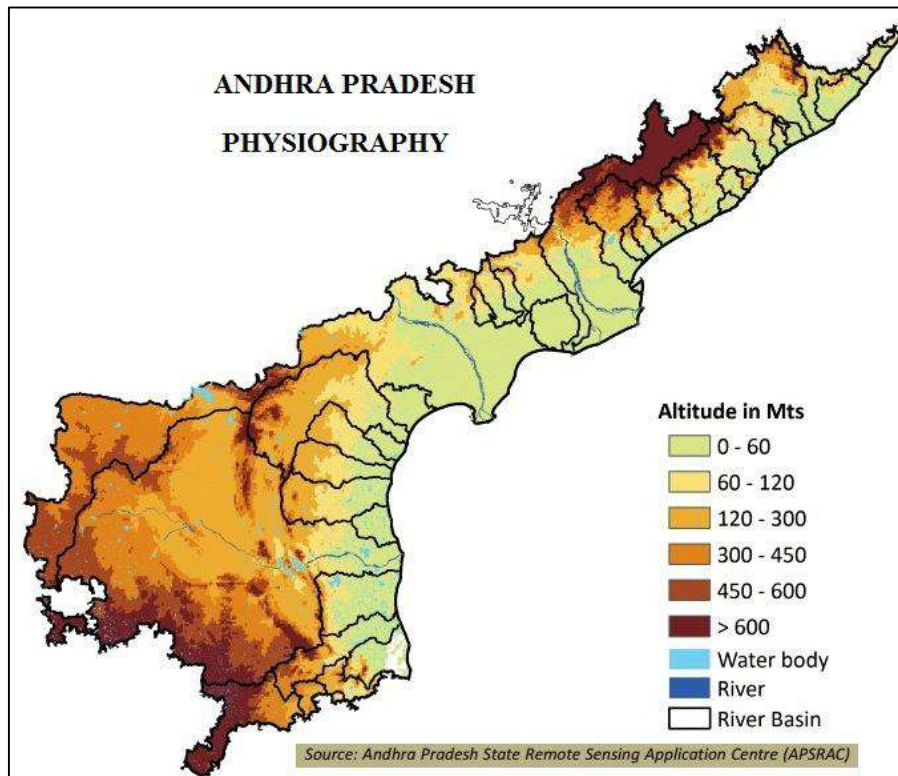 ANDHRA PRADESH
PHYSIOGRAPHY
Altitude in Mts
0 - 60
60 - 120
120 - 300
300 - 450
450 - 600
> 600
Water body
River
River Basin
Source: Andhra Pradesh State Remote Sensing Application Centre (APSRAC)